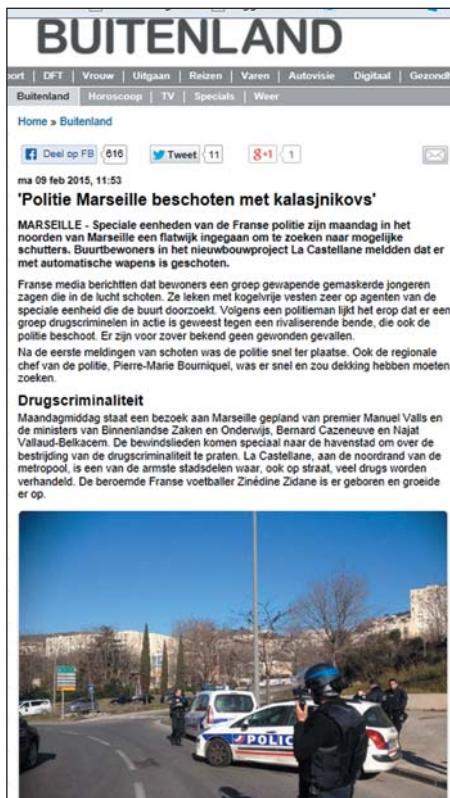 BUITENLAND
port | DFT | Vrouw | Uitgaan | Reizen | Varen | Autovisie Digitaal | Gezondh
Buitenland Horoscoop | TV | Specials | Weer
Home » Buitenland
Deel op FB 616 Tweet 11 g+1 1
ma 09 feb 2015, 11:53
'Politie Marseille beschoten met kalasjnikovs'
MARSEILLE - Speciale eenheden van de Franse politie zijn maandag in het
noorden van Marseille een flatwijk ingegaan om te zoeken naar mogelijke
schutters. Buurtbewoners in het nieuwbouwproject La Castellane meldden dat er
met automatische wapens is geschoten.
Franse media berichtten dat bewoners een groep gewapende gemaskerde jongeren
zagen die in de lucht schoten. Ze leken met kogelvrije vesten zeer op agenten van de
speciale eenheid die de buurt doorzoekt. Volgens een politieman lijkt het erop dat er een
groep drugscriminelen in actie is geweest tegen een rivaliserende bende, die ook de
politie beschoot. Er zijn voor zover bekend geen gewonden gevallen.
Na de eerste meldingen van schoten was de politie snel ter plaatse. Ook de regionale
chef van de politie, Pierre-Marie Bourniquel, was er snel en zou dekking hebben moeten
zoeken.
Drugscriminaliteit
Maandagmiddag staat een bezoek aan Marseille gepland van premier Manuel Valls en
de ministers van Binnenlandse Zaken en Onderwijs, Bernard Cazeneuve en Najat
Vallaud-Belkacem. De bewindslieden komen speciaal naar de havenstad om over de
bestrijding van de drugscriminaliteit te praten. La Castellane, aan de noordrand van de
metropool, is een van de armste stadsdelen waar, ook op straat, veel drugs worden
verhandeld. De beroemde Franse voetballer Zinédine Zidane is er geboren en groeide
er op.
POLIC